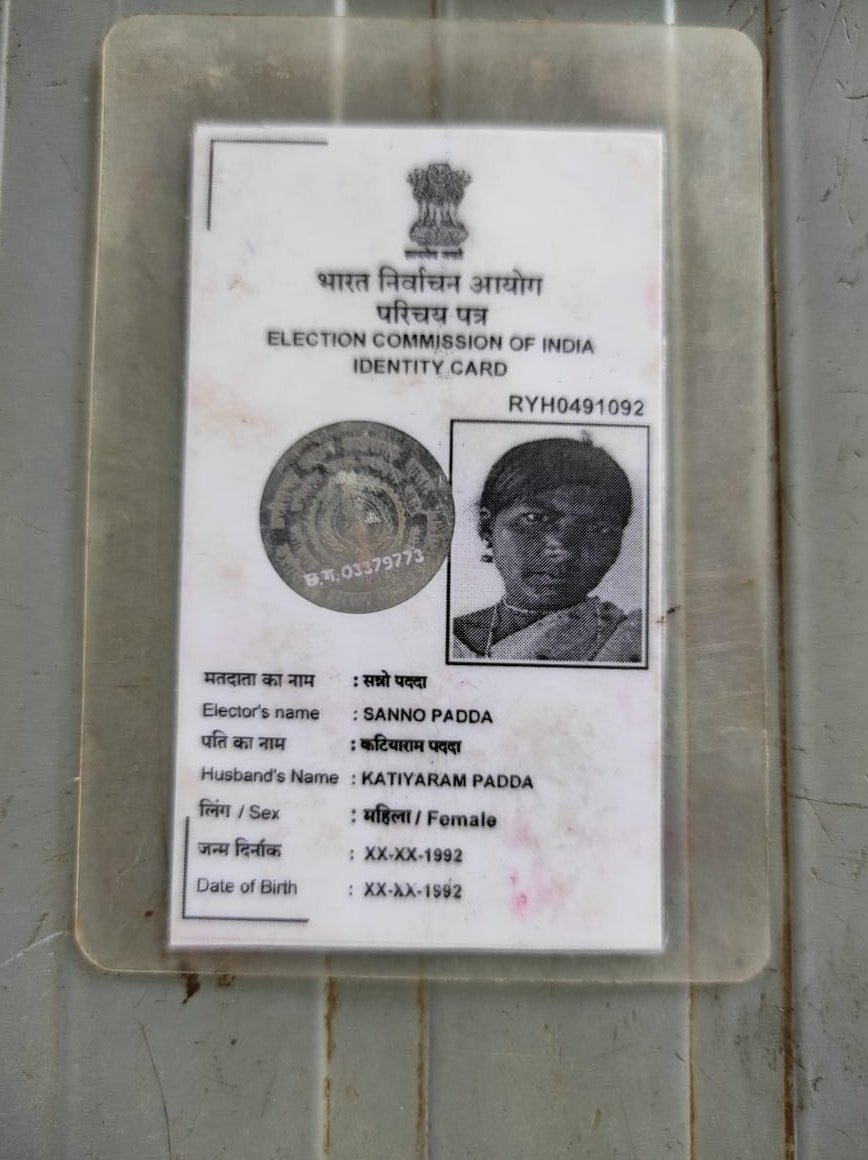 भारत निर्वाचन आयोग
परिचय पत्र
ELECTION COMMISSION OF INDIA
IDENTITY CARD
RYH0491092
छ.ग.03379773
मतदाता का नाम : सन्नो पददा
Elector's name : SANNO PADDA
पति का नाम : कटियाराम पददा
Husband's Name : KATIYARAM PADDA
लिंग / Sex : महिला / Female
जन्म दिनाँक : XX-XX-1992
Date of Birth : XX-XX-1992